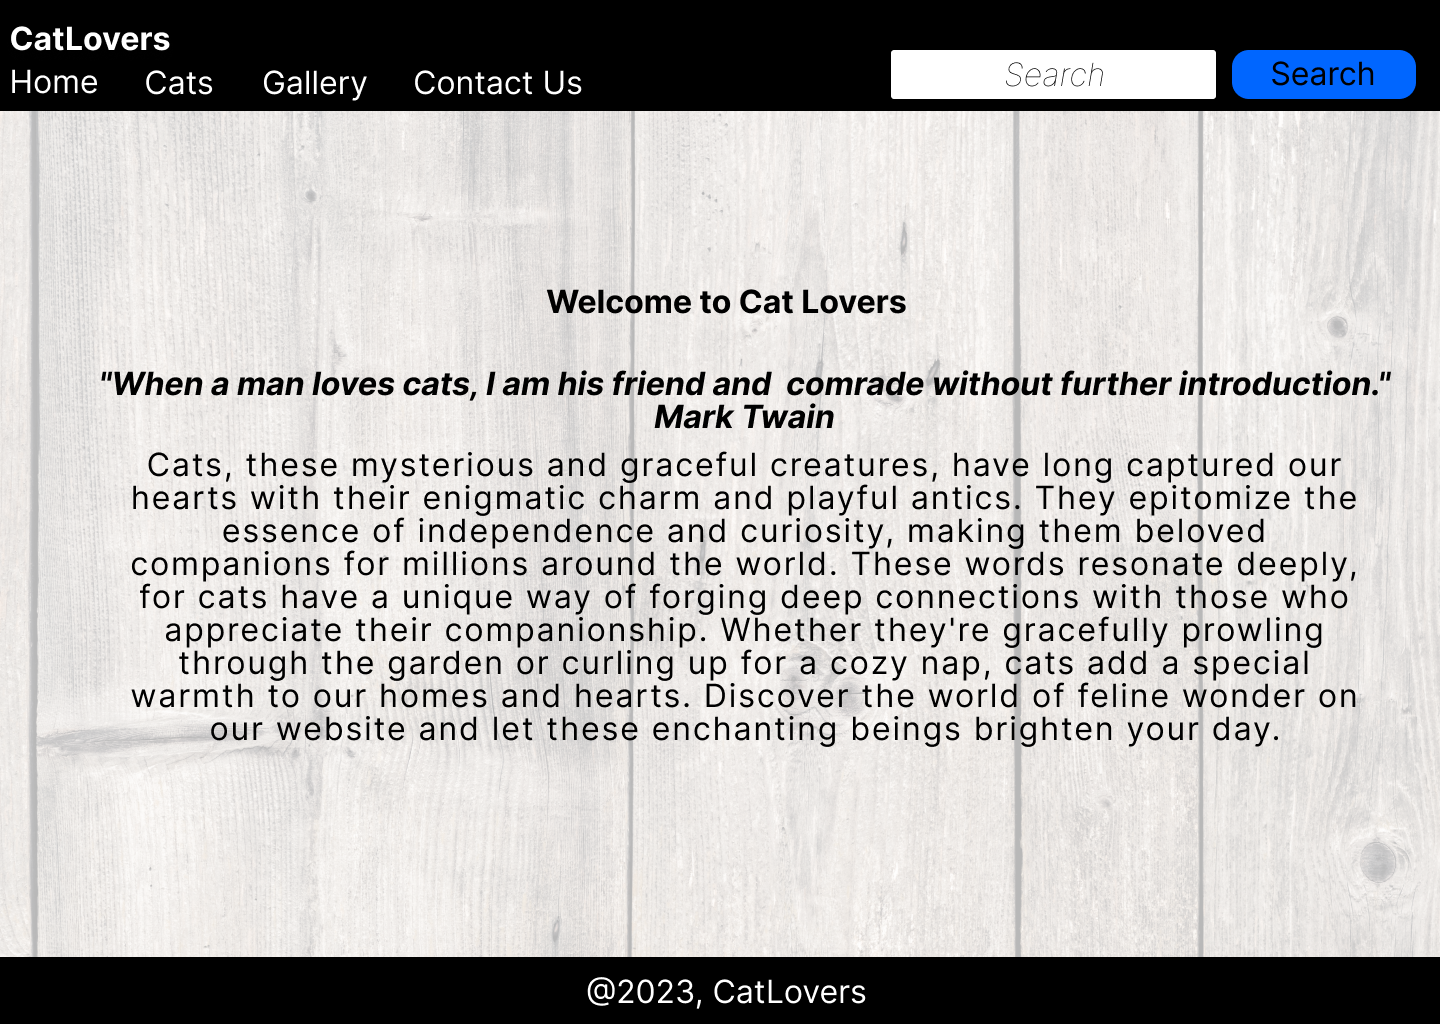 CatLovers
Home Cats Gallery Contact Us
Search Search
Welcome to Cat Lovers
"When a man loves cats, I am his friend and  comrade without further introduction."
Mark Twain
Cats, these mysterious and graceful creatures, have long captured our
hearts with their enigmatic charm and playful antics. They epitomize the
essence of independence and curiosity, making them beloved
companions for millions around the world. These words resonate deeply,
for cats have a unique way of forging deep connections with those who
appreciate their companionship. Whether they're gracefully prowling
through the garden or curling up for a cozy nap, cats add a special
warmth to our homes and hearts. Discover the world of feline wonder on
our website and let these enchanting beings brighten your day.
@2023, CatLovers